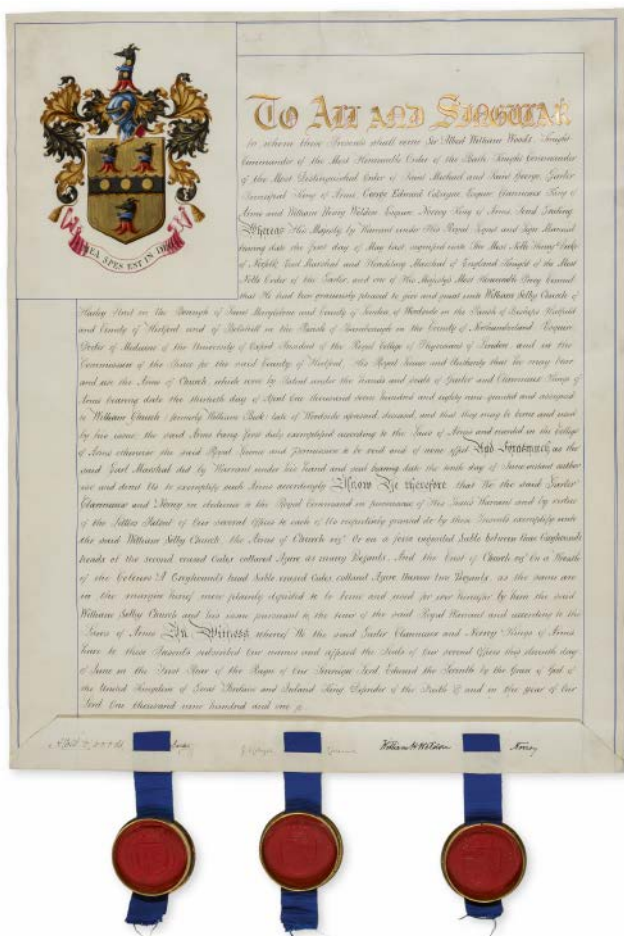 To All and Singular
to whom these Presents shall come Sir Albert William Woods Knight
Commander of the Most Honorable Order of the Bath Knight Commander
of the Most Distinguished Order of Saint Michael and Saint George Garter
Principal King of Arms, George Edward Cokayne Esquire Clarenceux King of
Arms and William Henry Weldon Esquire Norroy King of Arms Send Greeting
Whereas His Majesty by Warrant under His Royal Signet and Sign Manual
bearing date the first day of May last signified unto The Most Noble Henry Duke
of Norfolk Earl Marshal and Hereditary Marshal of England Knight of the Most
Noble Order of the Garter and one of His Majesty's Most Honorable Privy Council
that He had been graciously pleased to give and grant unto William Selby Church of
Harley Street in the Borough of Saint Marylebone and County of London of Woodside in the Parish of Bishops Hatfield
and County of Hertford and of in the Parish of in the County of Northumberland Esquire
Doctor of Medicine of the University of Oxford President of the Royal College of Physicians of London and in the
Commission of the Peace for the said County of Hertford, His Royal licence and Authority that he may bear
and use the Arms of Church which were by Patent under the hands and seals of Garter and Clarenceux Kings of
Arms bearing date the thirtieth day of April One thousand seven hundred and eighty nine granted and assigned
to William Church formerly William late of Woodside aforesaid deceased, and that they may be borne and used
by his issue the said Arms being first duly exemplified according to the Laws of Arms and recorded in the College
of Arms otherwise the said Royal licence and permission to be void and of none effect And Forasmuch as the
said Earl Marshal did by Warrant under his hand and seal bearing date the tenth day of June instant author
ize and direct Us to exemplify such Arms accordingly Know Ye therefore that We the said Garter
Clarenceux and Norroy in obedience to the Royal Command in pursuance of His Grace's Warrant and by virtue
of the Letters Patent of Our several Offices to each of Us respectively granted do by these Presents exemplify unto
the said William Selby Church the Arms of Church viz. Or on a fesse engrailed Sable between three Greyhounds
heads of the second erased Gules collared Azure as many Bezants. And the Crest of Church viz. On a Wreath
of the Colours A Greyhounds head Sable erased Gules collared Azure between two Bezants, as the same are
in the margin hereof more plainly depicted to be borne and used for ever hereafter by him the said
William Selby Church and his issue pursuant to the tenor of the said Royal Warrant and according to the
Laws of Arms In Witness whereof We the said Garter Clarenceux and Norroy Kings of Arms
have to these Presents subscribed Our names and affixed the Seals of Our several Offices this eleventh day
of June in the First Year of the Reign of Our Sovereign Lord Edward the Seventh by the Grace of God of
the United Kingdom of Great Britain and Ireland King Defender of the Faith &c and in the year of Our
Lord One thousand nine hundred and one
SPES EST IN DEO
William H. Weldon Norroy